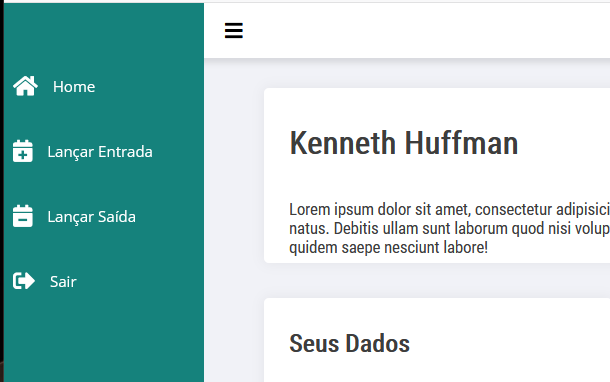 Home
Lançar Entrada
Lançar Saída
Sair
Kenneth Huffman
Lorem ipsum dolor sit amet, consectetur adipisici
natus. Debitis ullam sunt laborum quod nisi volup
quidem saepe nesciunt labore!
Seus Dados